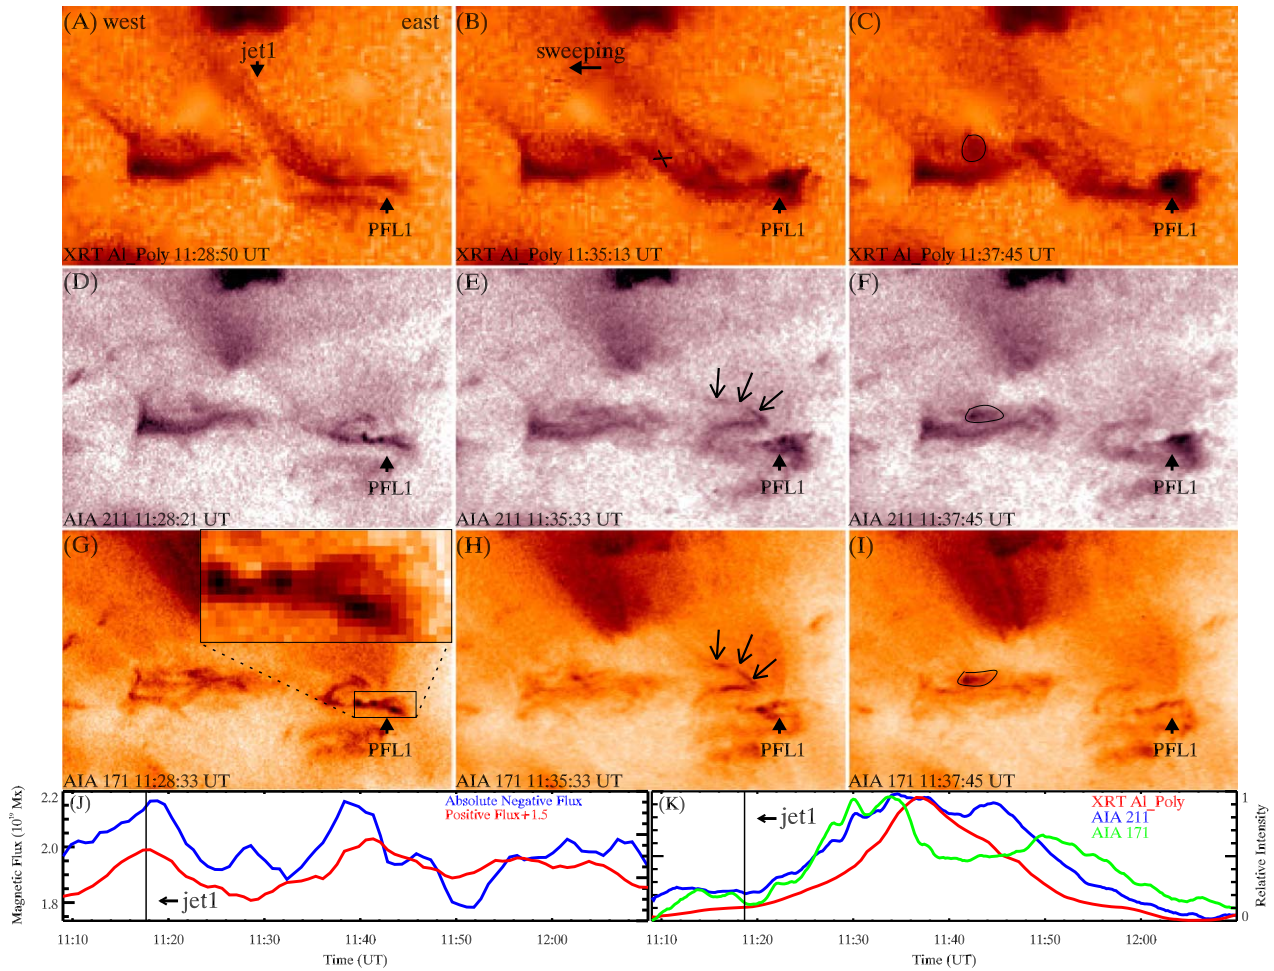 (A) west
east
jet1
PFL1
XRT Al_Poly 11:28:50 UT
(B)
sweeping
PFL1
XRT Al_Poly 11:35:13 UT
(C)
PFL1
XRT Al_Poly 11:37:45 UT
(D)
PFL1
AIA 211 11:28:21 UT
(E)
PFL1
AIA 211 11:35:33 UT
(F)
PFL1
AIA 211 11:37:45 UT
(G)
PFL1
AIA 171 11:28:33 UT
(H)
PFL1
AIA 171 11:35:33 UT
(I)
PFL1
AIA 171 11:37:45 UT
(J)
Absolute Negative Flux
Positive Flux+1.5
jet1
Magnetic Flux (10¹⁹ Mx)
2.2
2.0
1.8
11:10 11:20 11:30 11:40 11:50 12:00
Time (UT)
(K)
jet1
XRT Al_Poly
AIA 211
AIA 171
1
0
Relative Intensity
11:10 11:20 11:30 11:40 11:50 12:00
Time (UT)